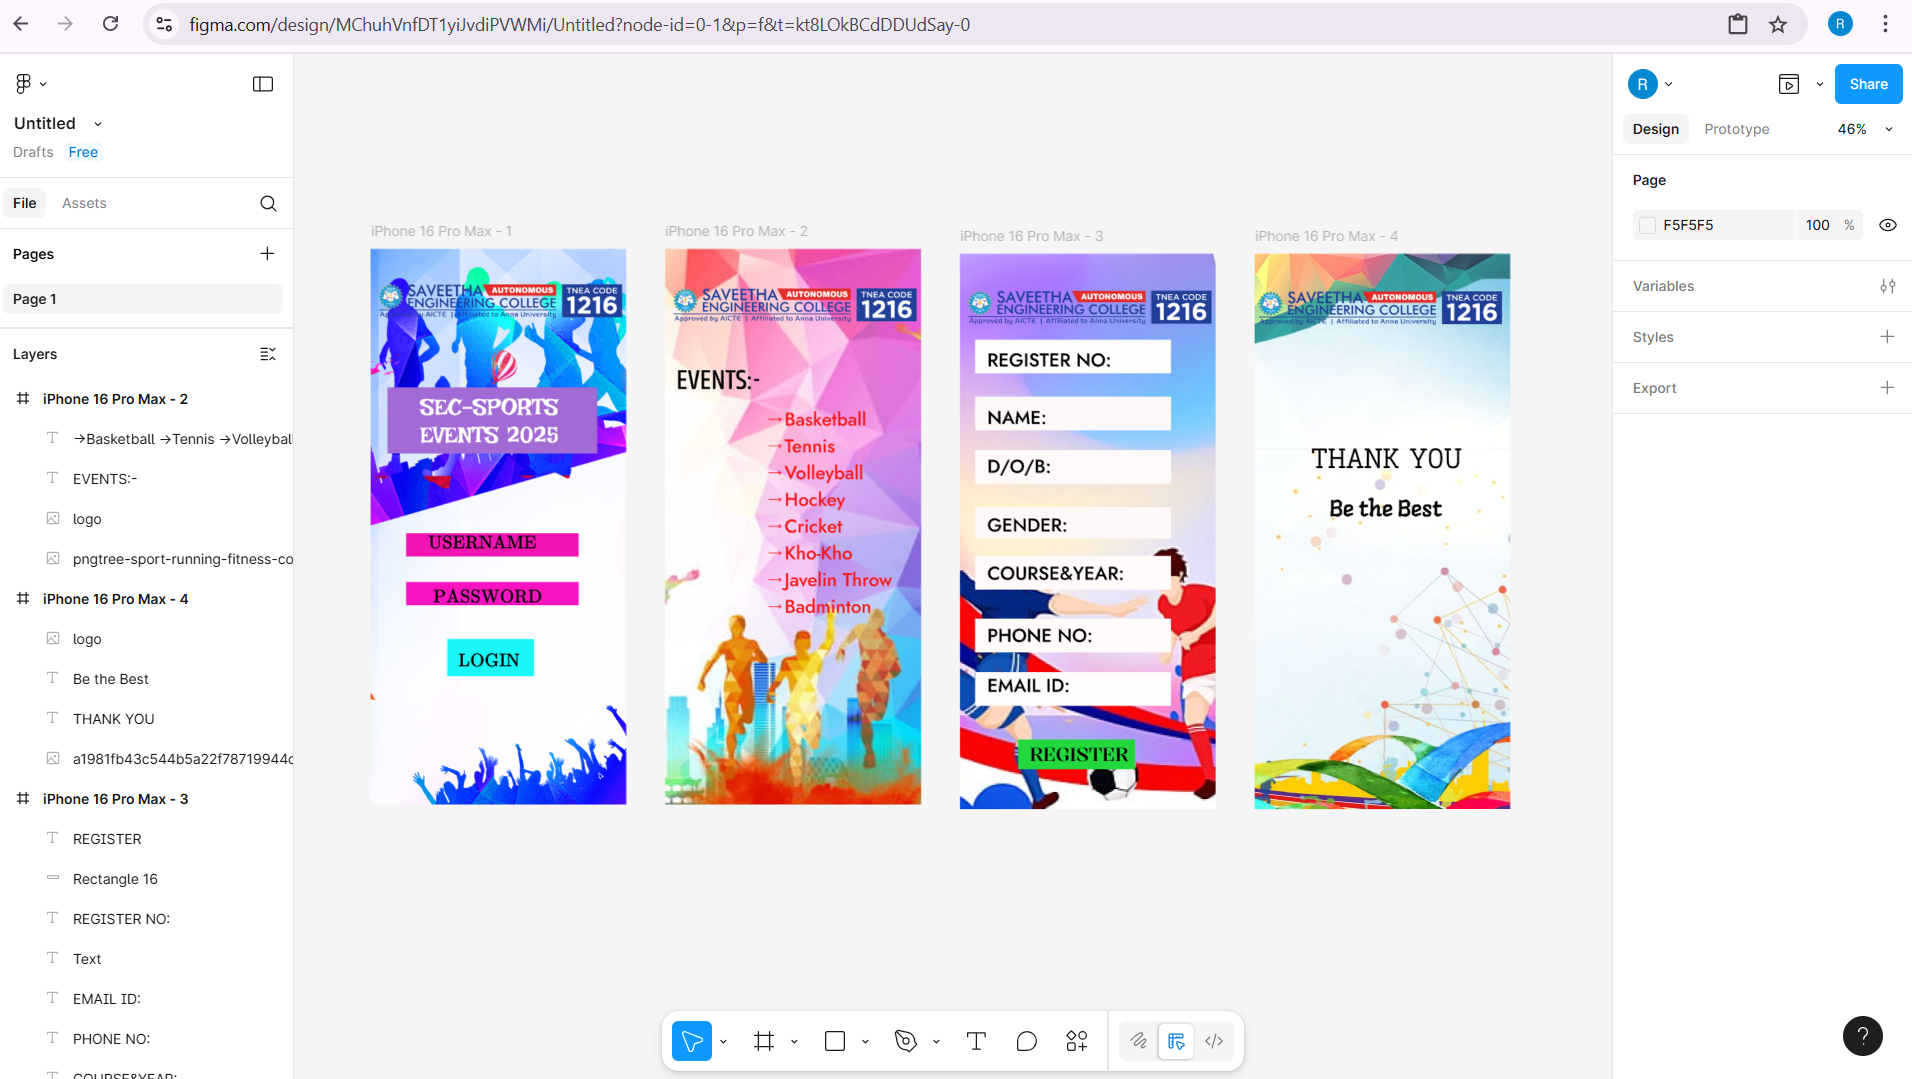 figma.com/design/MChuhVnfDT1yiJvdiPVWMi/Untitled?node-id=0-1&p=f&t=kt8LOkBCdDDUdSay-0
R
Untitled
Drafts Free
File Assets
Pages
Page 1
Layers
iPhone 16 Pro Max - 2
→Basketball →Tennis →Volleyball
EVENTS:-
logo
pngtree-sport-running-fitness-co
iPhone 16 Pro Max - 4
logo
Be the Best
THANK YOU
a1981fb43c544b5a22f78719944c
iPhone 16 Pro Max - 3
REGISTER
Rectangle 16
REGISTER NO:
Text
EMAIL ID:
PHONE NO:
COURSE&YEAR:
iPhone 16 Pro Max - 1
SAVEETHA AUTONOMOUS
ENGINEERING COLLEGE
Approved by AICTE | Affiliated to Anna University
TNEA CODE
1216
SEC-SPORTS
EVENTS 2025
USERNAME
PASSWORD
LOGIN
iPhone 16 Pro Max - 2
SAVEETHA AUTONOMOUS
ENGINEERING COLLEGE
Approved by AICTE | Affiliated to Anna University
TNEA CODE
1216
EVENTS:-
→Basketball
→Tennis
→Volleyball
→Hockey
→Cricket
→Kho-Kho
→Javelin Throw
→Badminton
iPhone 16 Pro Max - 3
SAVEETHA AUTONOMOUS
ENGINEERING COLLEGE
Approved by AICTE | Affiliated to Anna University
TNEA CODE
1216
REGISTER NO:
NAME:
D/O/B:
GENDER:
COURSE&YEAR:
PHONE NO:
EMAIL ID:
REGISTER
iPhone 16 Pro Max - 4
SAVEETHA AUTONOMOUS
ENGINEERING COLLEGE
Approved by AICTE | Affiliated to Anna University
TNEA CODE
1216
THANK YOU
Be the Best
R
Share
Design Prototype 46%
Page
F5F5F5 100 %
Variables
Styles
Export
?